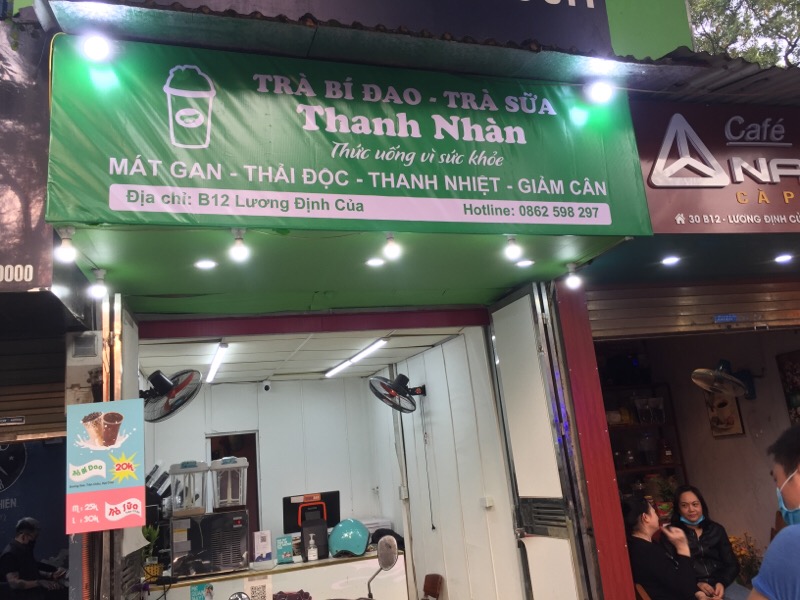 TRÀ BÍ ĐAO - TRÀ SỮA
Thanh Nhàn
Thức uống vì sức khỏe
MÁT GAN - THẢI ĐỘC - THANH NHIỆT - GIẢM CÂN
Địa chỉ: B12 Lương Định Của
Hotline: 0862 598 297
Café
30 B12 - LƯƠNG ĐỊNH
20K